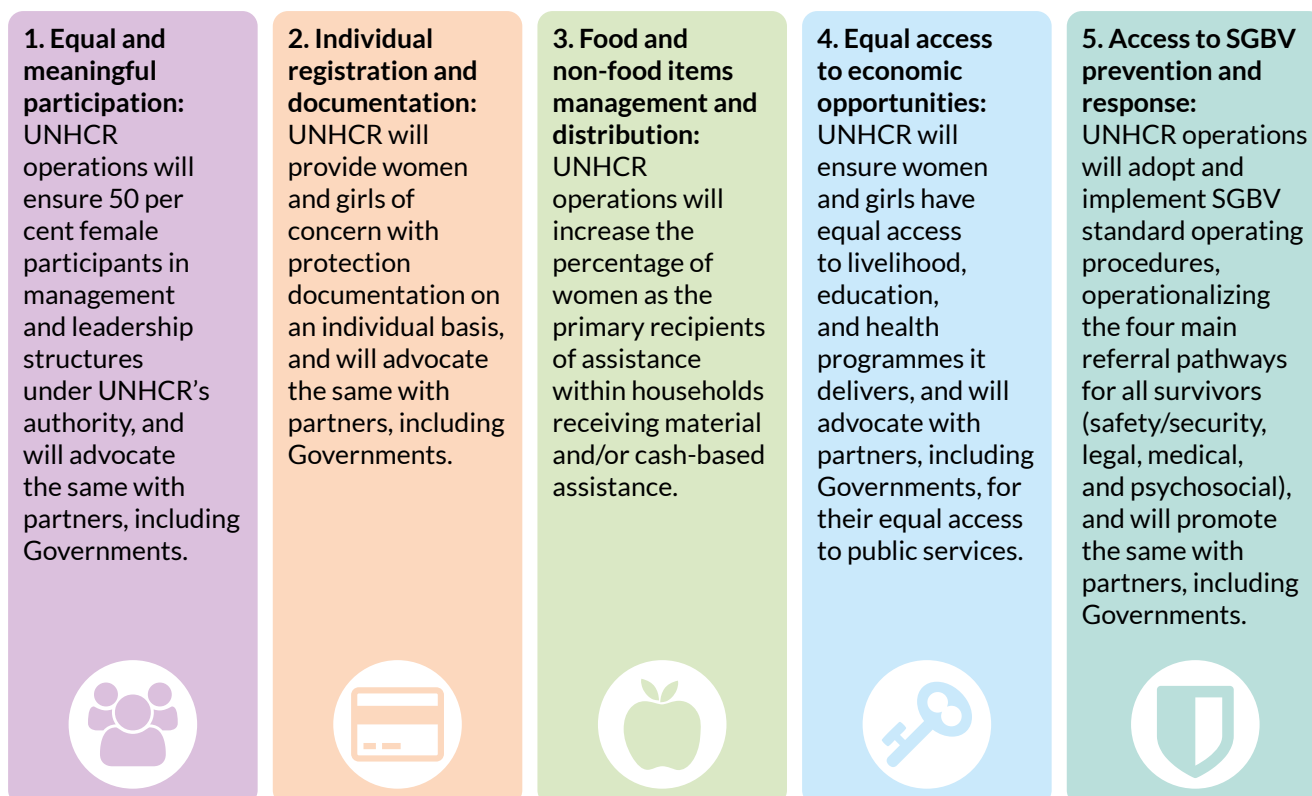 1. Equal and
meaningful
participation:
UNHCR
operations will
ensure 50 per
cent female
participants in
management
and leadership
structures
under UNHCR’s
authority, and
will advocate
the same with
partners, including
Governments.
2. Individual
registration and
documentation:
UNHCR will
provide women
and girls of
concern with
protection
documentation on
an individual basis,
and will advocate
the same with
partners, including
Governments.
3. Food and
non-food items
management and
distribution:
UNHCR
operations will
increase the
percentage of
women as the
primary recipients
of assistance
within households
receiving material
and/or cash-based
assistance.
4. Equal access
to economic
opportunities:
UNHCR will
ensure women
and girls have
equal access
to livelihood,
education,
and health
programmes it
delivers, and will
advocate with
partners, including
Governments, for
their equal access
to public services.
5. Access to SGBV
prevention and
response:
UNHCR operations
will adopt and
implement SGBV
standard operating
procedures,
operationalizing
the four main
referral pathways
for all survivors
(safety/security,
legal, medical,
and psychosocial),
and will promote
the same with
partners, including
Governments.